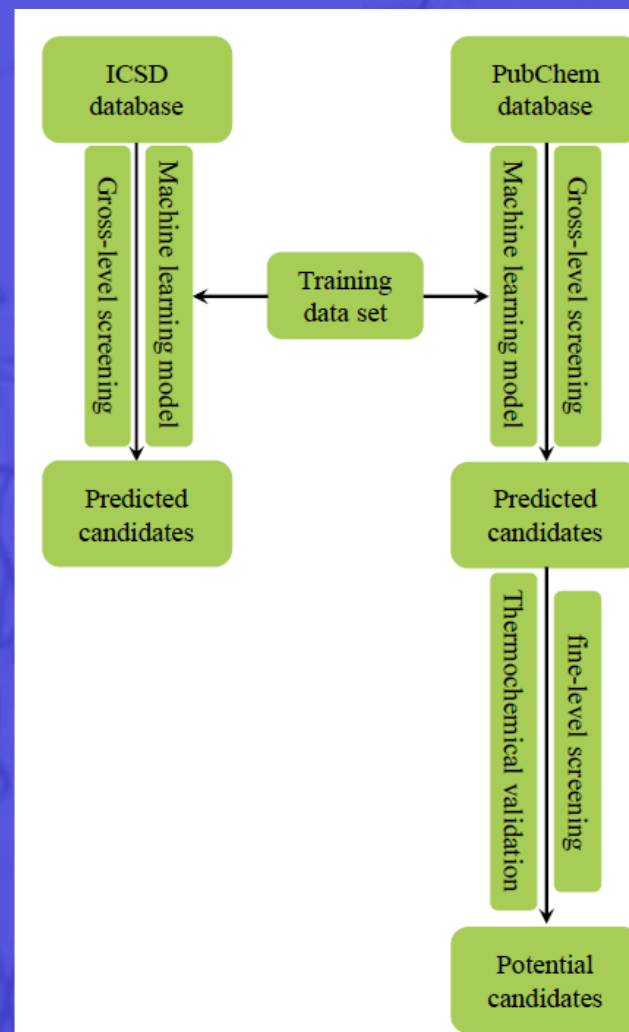 ICSD
database
PubChem
database
Gross-level screening
Machine learning model
Machine learning model
Gross-level screening
Training
data set
Predicted
candidates
Predicted
candidates
Thermochemical validation
fine-level screening
Potential
candidates